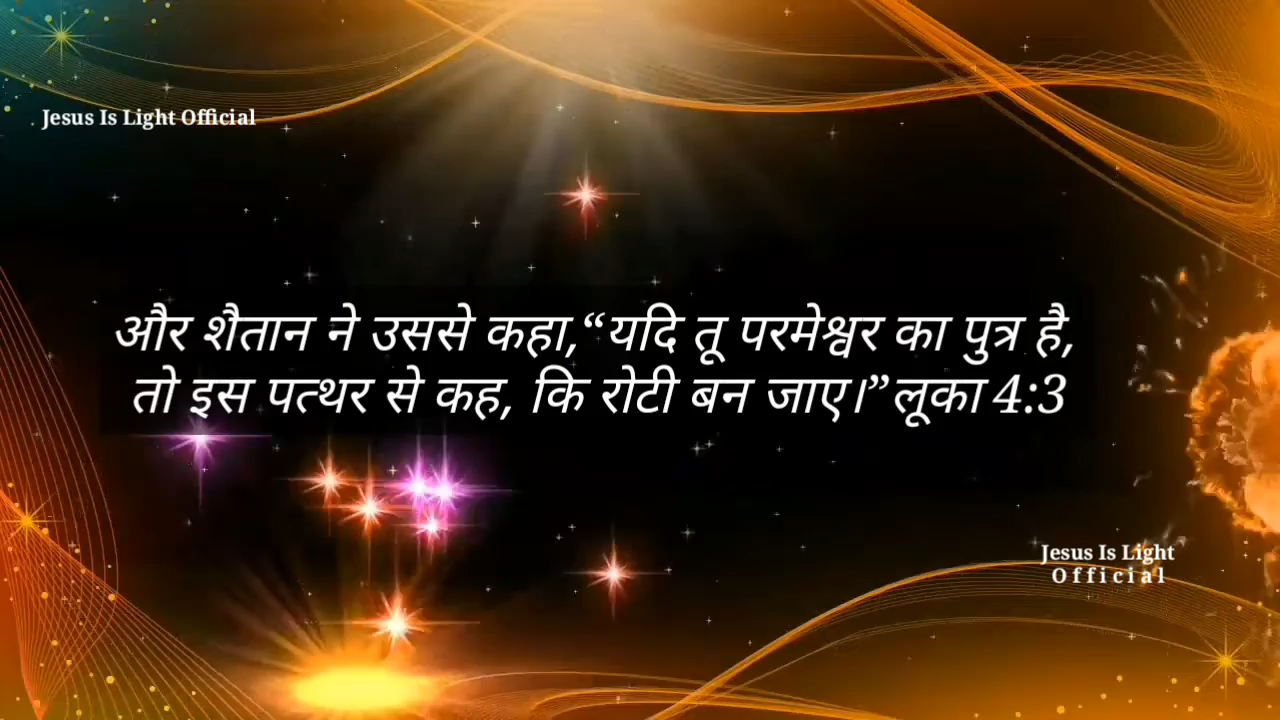 Jesus Is Light Official
और शैतान ने उससे कहा,“यदि तू परमेश्वर का पुत्र है,
तो इस पत्थर से कह, कि रोटी बन जाए।”लूका 4:3
Jesus Is Light
Official